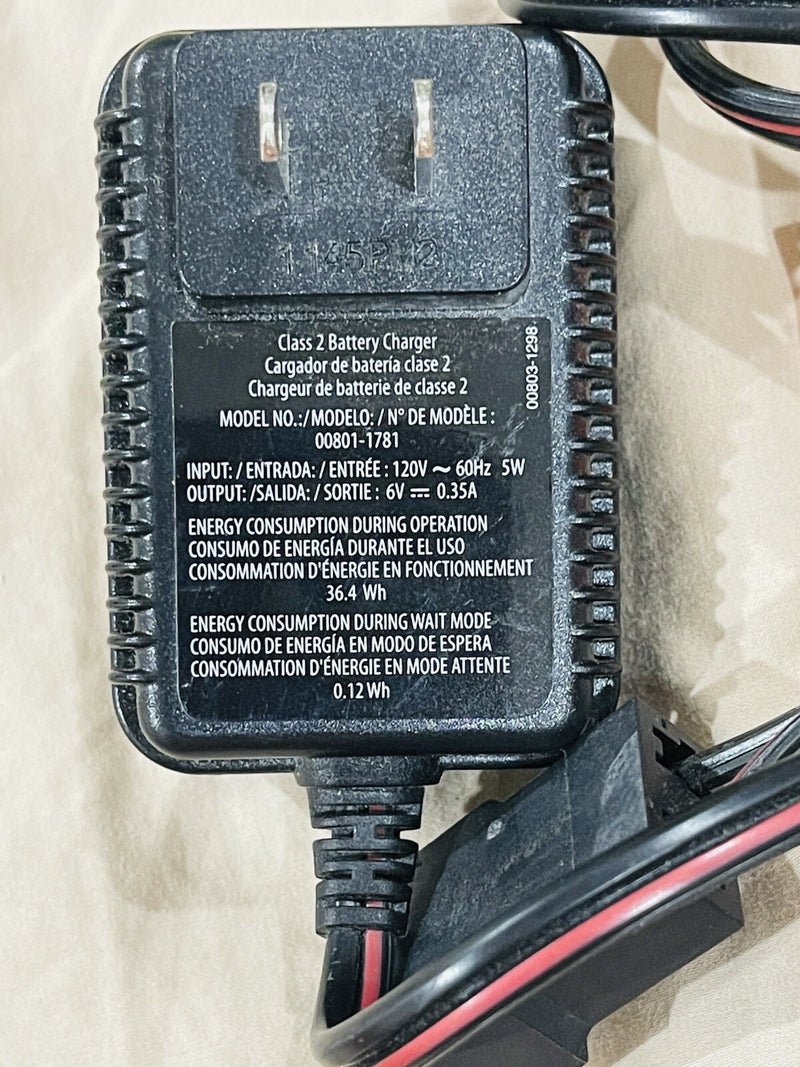 Class 2 Battery Charger
Cargador de batería clase 2
Chargeur de batterie de classe 2
MODEL NO.:/MODELO: / N° DE MODÈLE :
00801-1781
INPUT: / ENTRADA: / ENTRÉE : 120V ~ 60Hz 5W
OUTPUT: /SALIDA: / SORTIE : 6V ⎓ 0.35A
ENERGY CONSUMPTION DURING OPERATION
CONSUMO DE ENERGÍA DURANTE EL USO
CONSOMMATION D'ÉNERGIE EN FONCTIONNEMENT
36.4 Wh
ENERGY CONSUMPTION DURING WAIT MODE
CONSUMO DE ENERGÍA EN MODO DE ESPERA
CONSOMMATION D'ÉNERGIE EN MODE ATTENTE
0.12 Wh
00803-1298